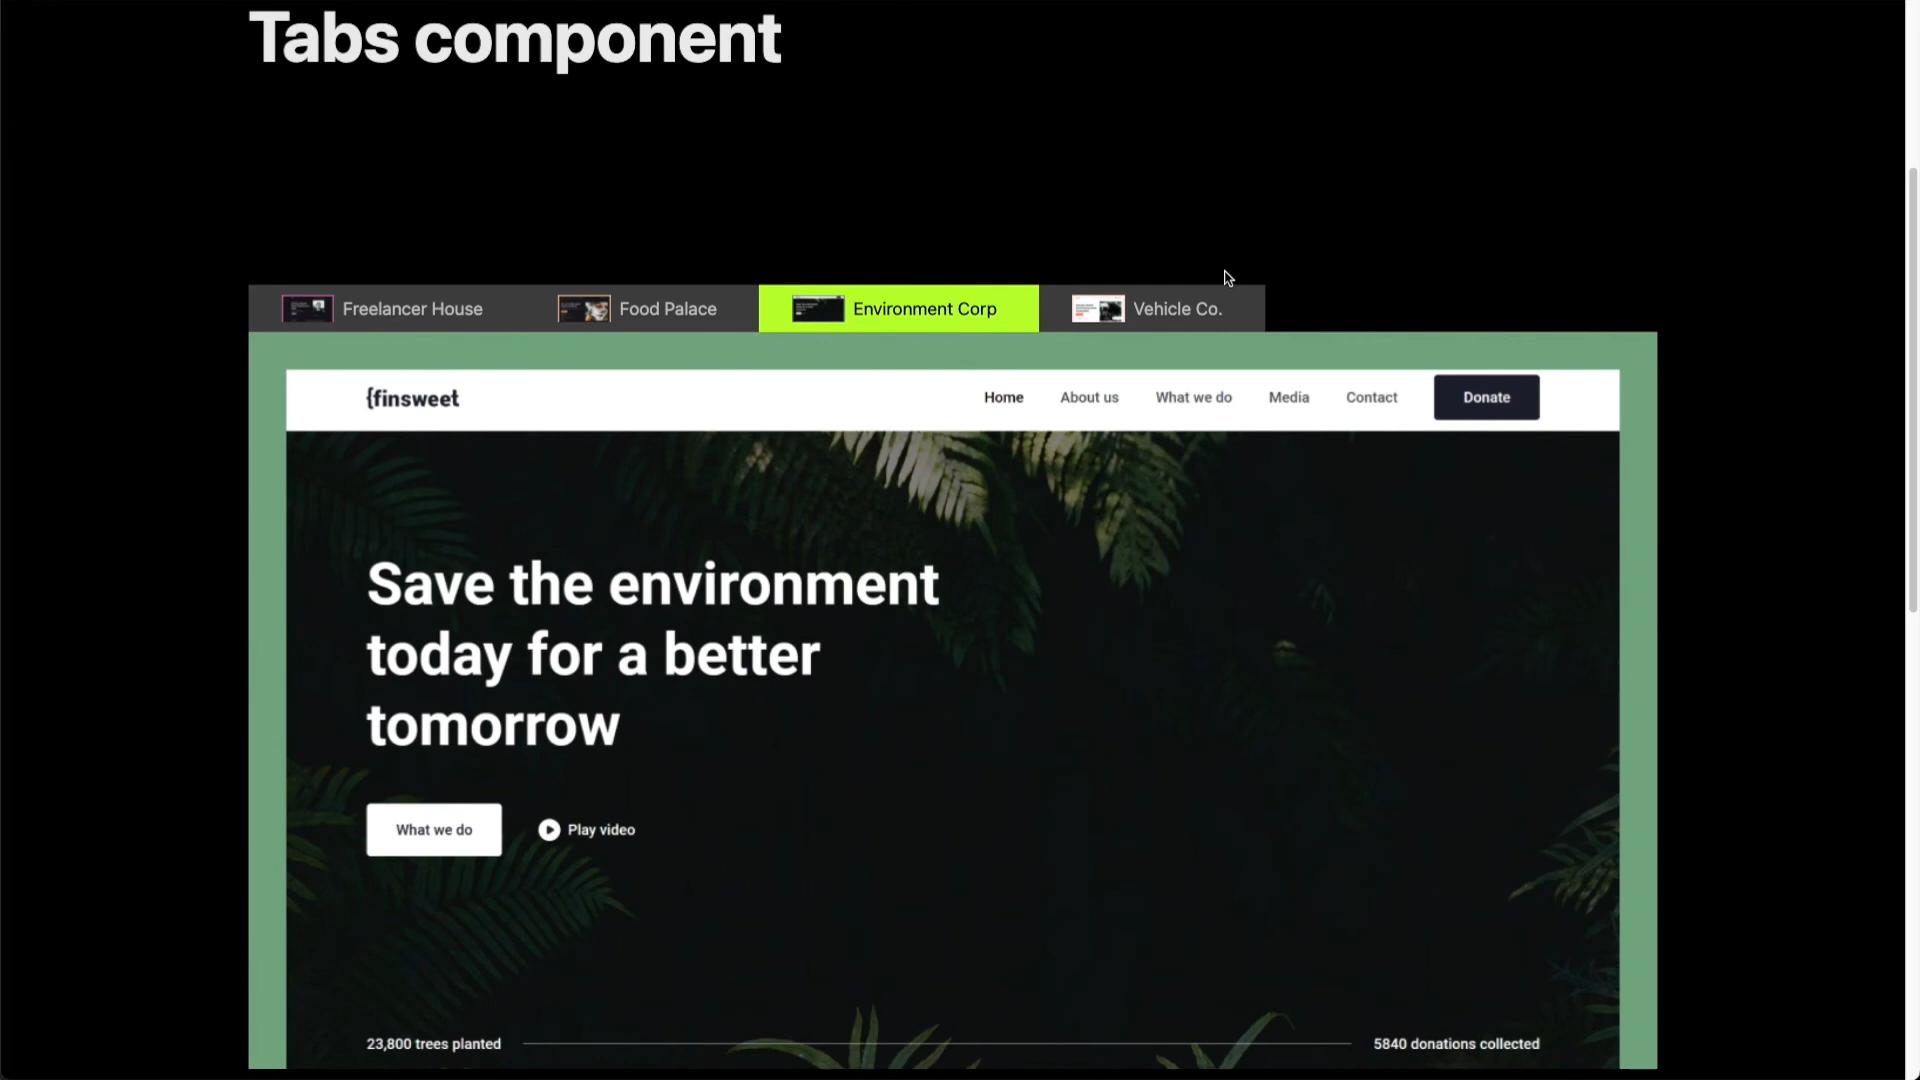 Tabs component
Freelancer House
Food Palace
Environment Corp
Vehicle Co.
{finsweet
Home
About us
What we do
Media
Contact
Donate
Save the environment
today for a better
tomorrow
What we do
Play video
23,800 trees planted
5840 donations collected